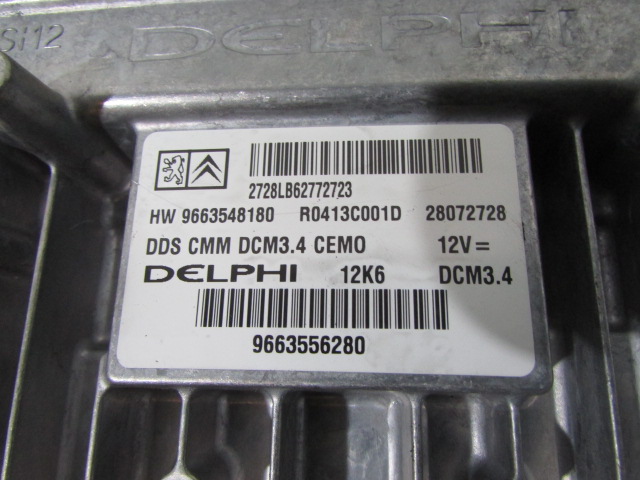 Si12 DELPHI
2728LB62772723
HW 9663548180 R0413C001D 28072728
DDS CMM DCM3.4 CEMO 12V=
DELPHI 12K6 DCM3.4
9663556280